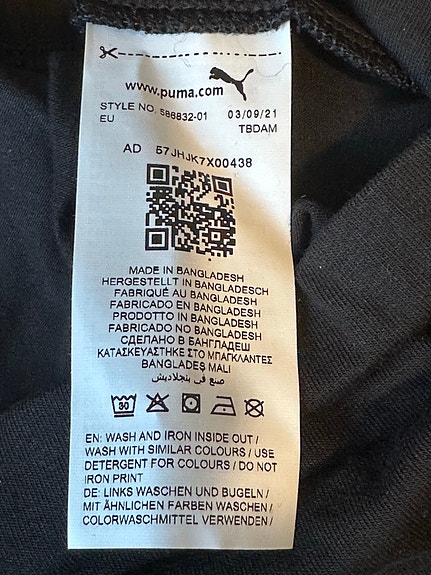 www.puma.com
STYLE NO. 586832-01 03/09/21
EU TBDAM
AD 57JHJK7X00438
MADE IN BANGLADESH
HERGESTELLT IN BANGLADESCH
FABRIQUÉ AU BANGLADESH
FABRICADO EN BANGLADESH
PRODOTTO IN BANGLADESH
FABRICADO NO BANGLADESH
СДЕЛАНО В БАНГЛАДЕШ
ΚΑΤΑΣΚΕΥΑΣΤΗΚΕ ΣΤΟ ΜΠΑΓΚΛΑΝΤΕΣ
BANGLADEŞ MALI
صنع في بنجلاديش
30
EN: WASH AND IRON INSIDE OUT /
WASH WITH SIMILAR COLOURS / USE
DETERGENT FOR COLOURS / DO NOT
IRON PRINT
DE: LINKS WASCHEN UND BUGELN /
MIT ÄHNLICHEN FARBEN WASCHEN /
COLORWASCHMITTEL VERWENDEN /